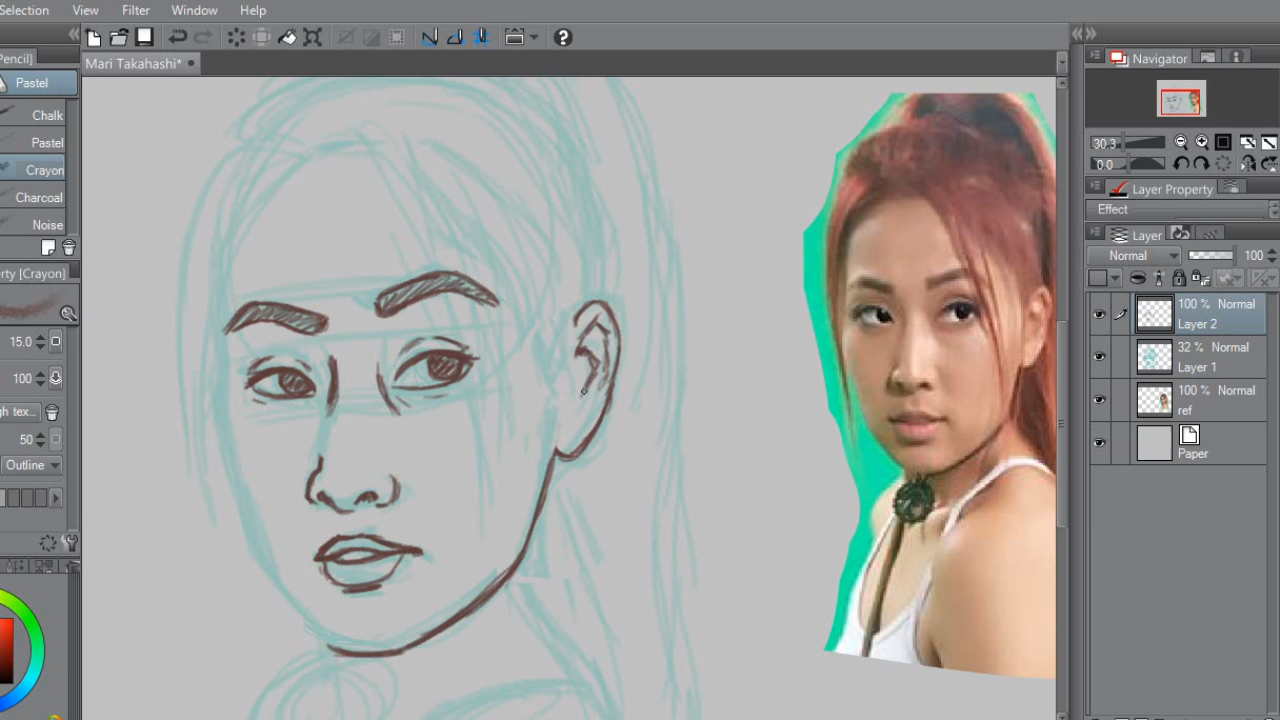 Selection View Filter Window Help
Pencil]
Mari Takahashi*
Navigator
Pastel
Chalk
Pastel
Crayon
Charcoal
Noise
30.3
0.0
Layer Property
Effect
Layer
Normal 100
rty [Crayon]
15.0
100
gh tex...
50
Outline
100% Normal
Layer 2
32% Normal
Layer 1
100% Normal
ref
Paper